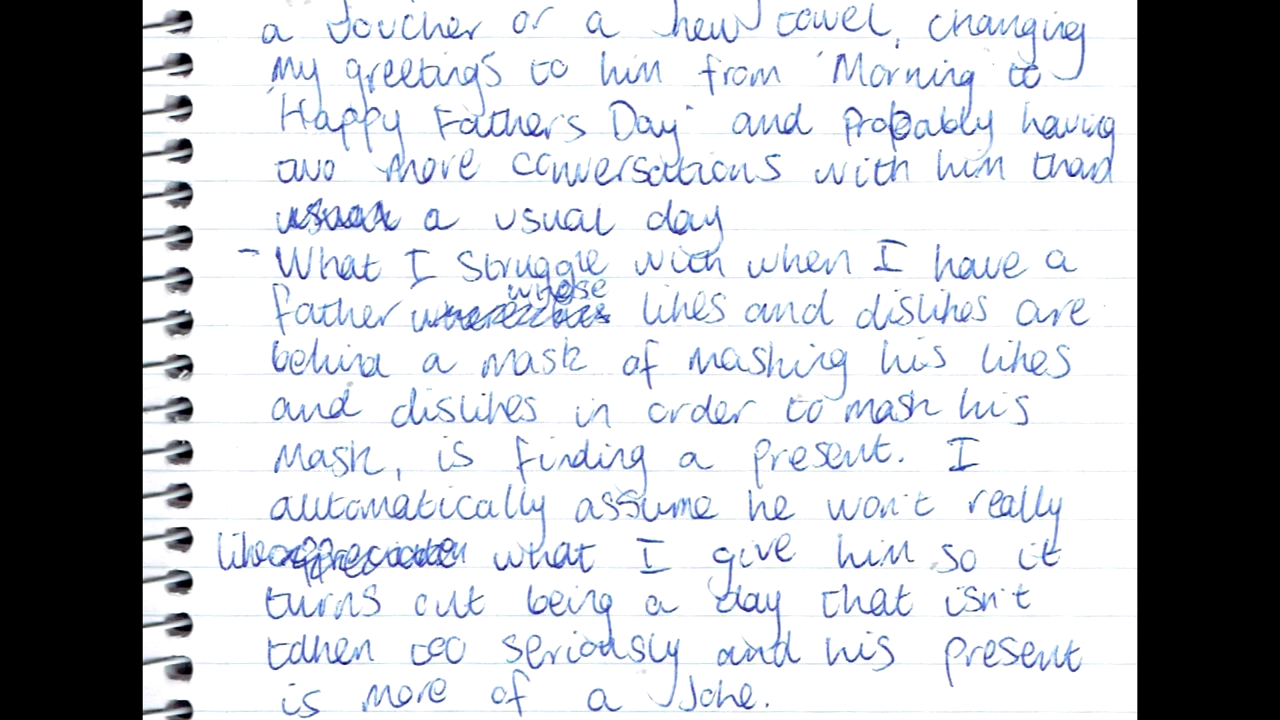 a voucher or a new towel, changing
my greetings to him from 'Morning to
'Happy Father's Day' and probably having
two more conversations with him than
a usual day
- What I struggle with when I have a
father whose likes and dislikes are
behind a mask of masking his likes
and dislikes in order to mask his
mask, is finding a present. I
automatically assume he won't really
like what I give him so it
turns out being a day that isn't
taken too seriously and his present
is more of a joke.